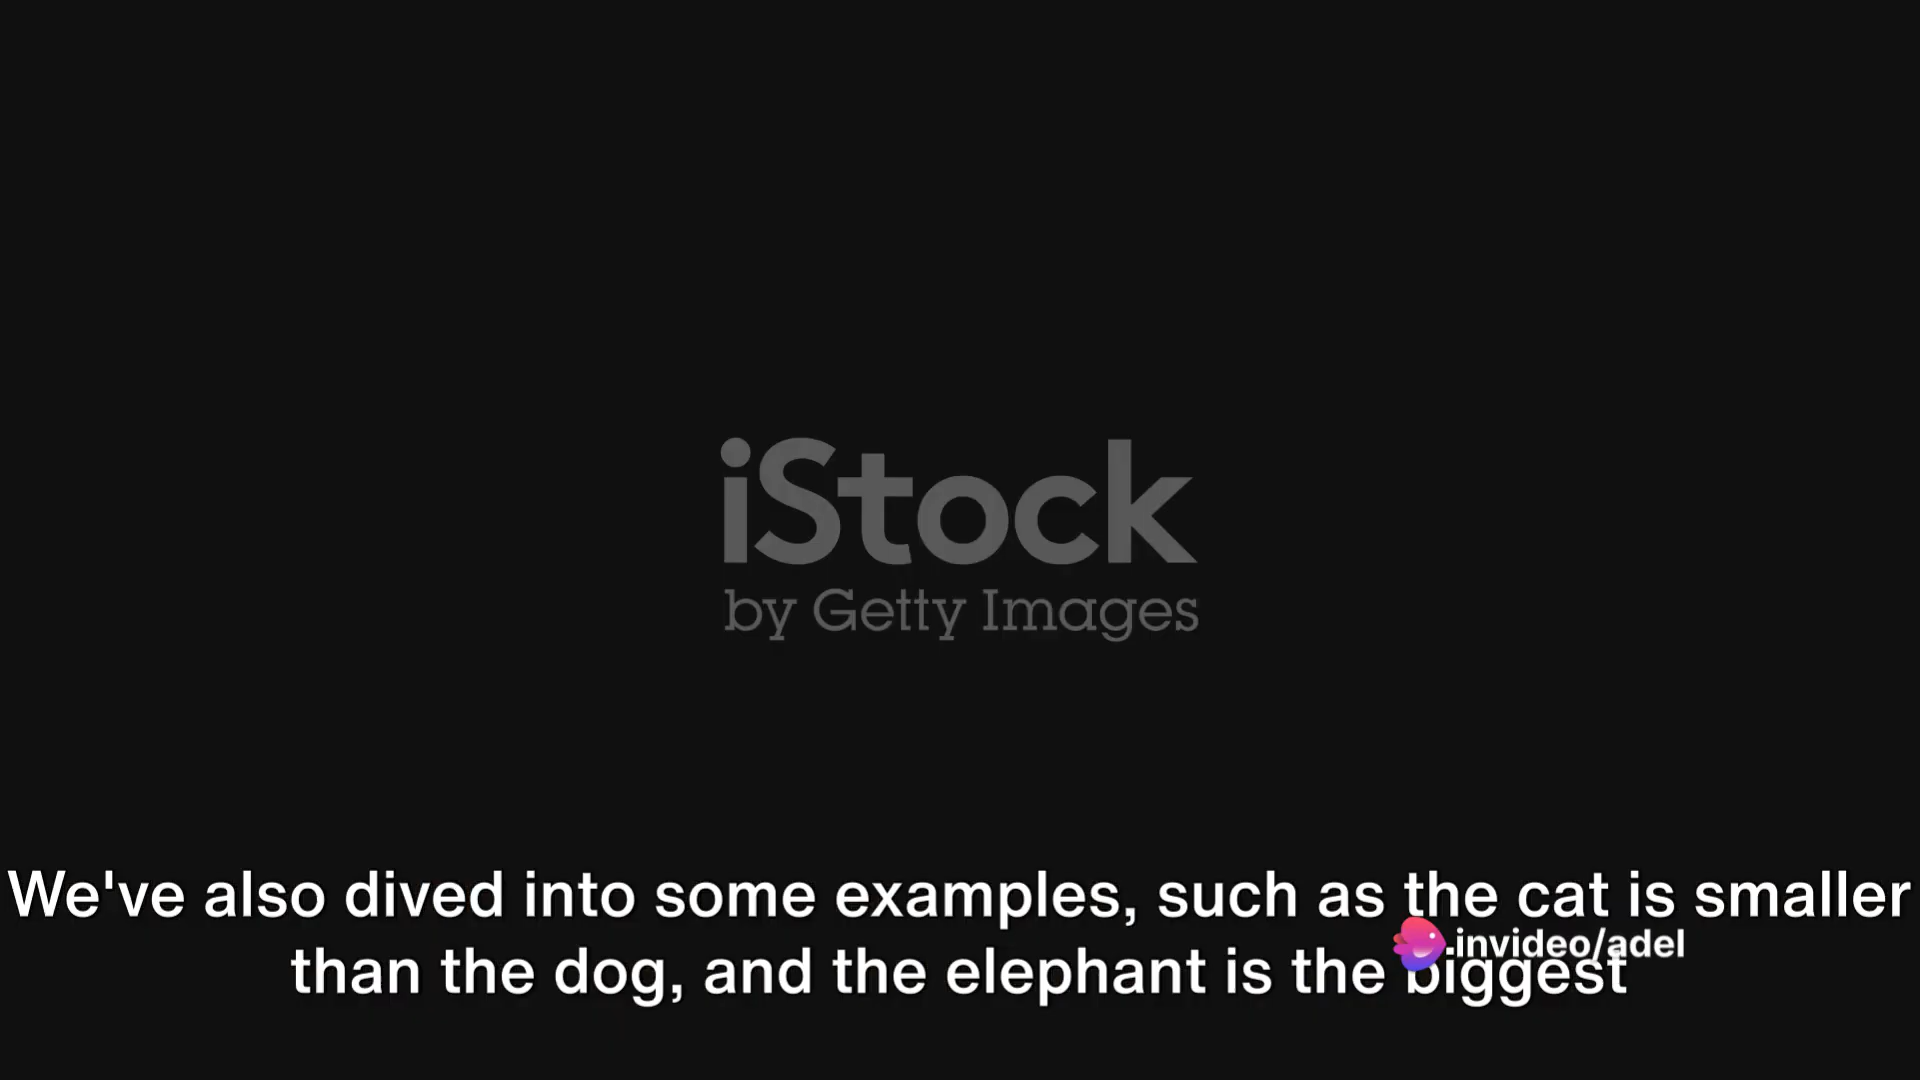 iStock
by Getty Images
We've also dived into some examples, such as the cat is smaller
invideo/adel
than the dog, and the elephant is the biggest